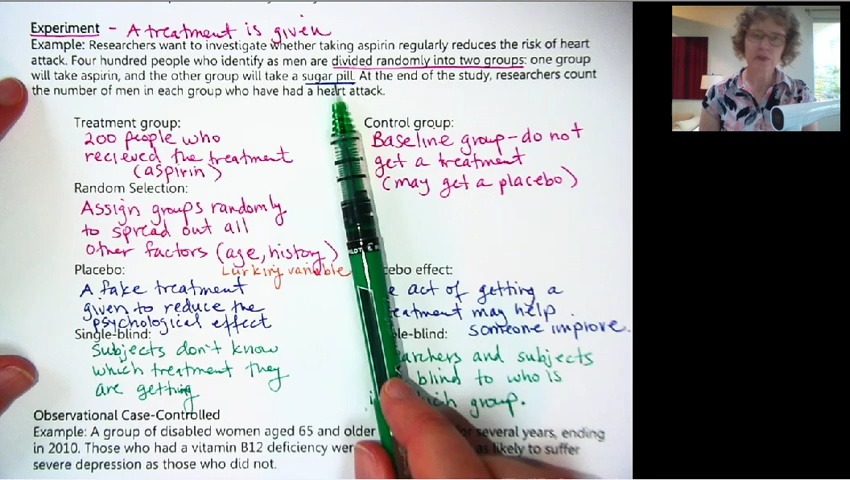 Experiment - A treatment is given
Example: Researchers want to investigate whether taking aspirin regularly reduces the risk of heart
attack. Four hundred people who identify as men are divided randomly into two groups: one group
will take aspirin, and the other group will take a sugar pill. At the end of the study, researchers count
the number of men in each group who have had a heart attack.
Treatment group:
200 people who
recieved the treatment
(aspirin)
Control group:
Baseline group - do not
get a treatment
(may get a placebo)
Random Selection:
Assign groups randomly
to spread out all
other factors (age, history)
Lurking variable
Placebo:
A fake treatment
given to reduce the
psychological effect
effect:
act of getting a
may help
someone improve.
Single-blind:
Subjects don't know
which treatment they
are getting
blind:
and subjects
blind to who is
group.
Observational Case-Controlled
Example: A group of disabled women aged 65 and older for several years, ending
in 2010. Those who had a vitamin B12 deficiency as likely to suffer
severe depression as those who did not.